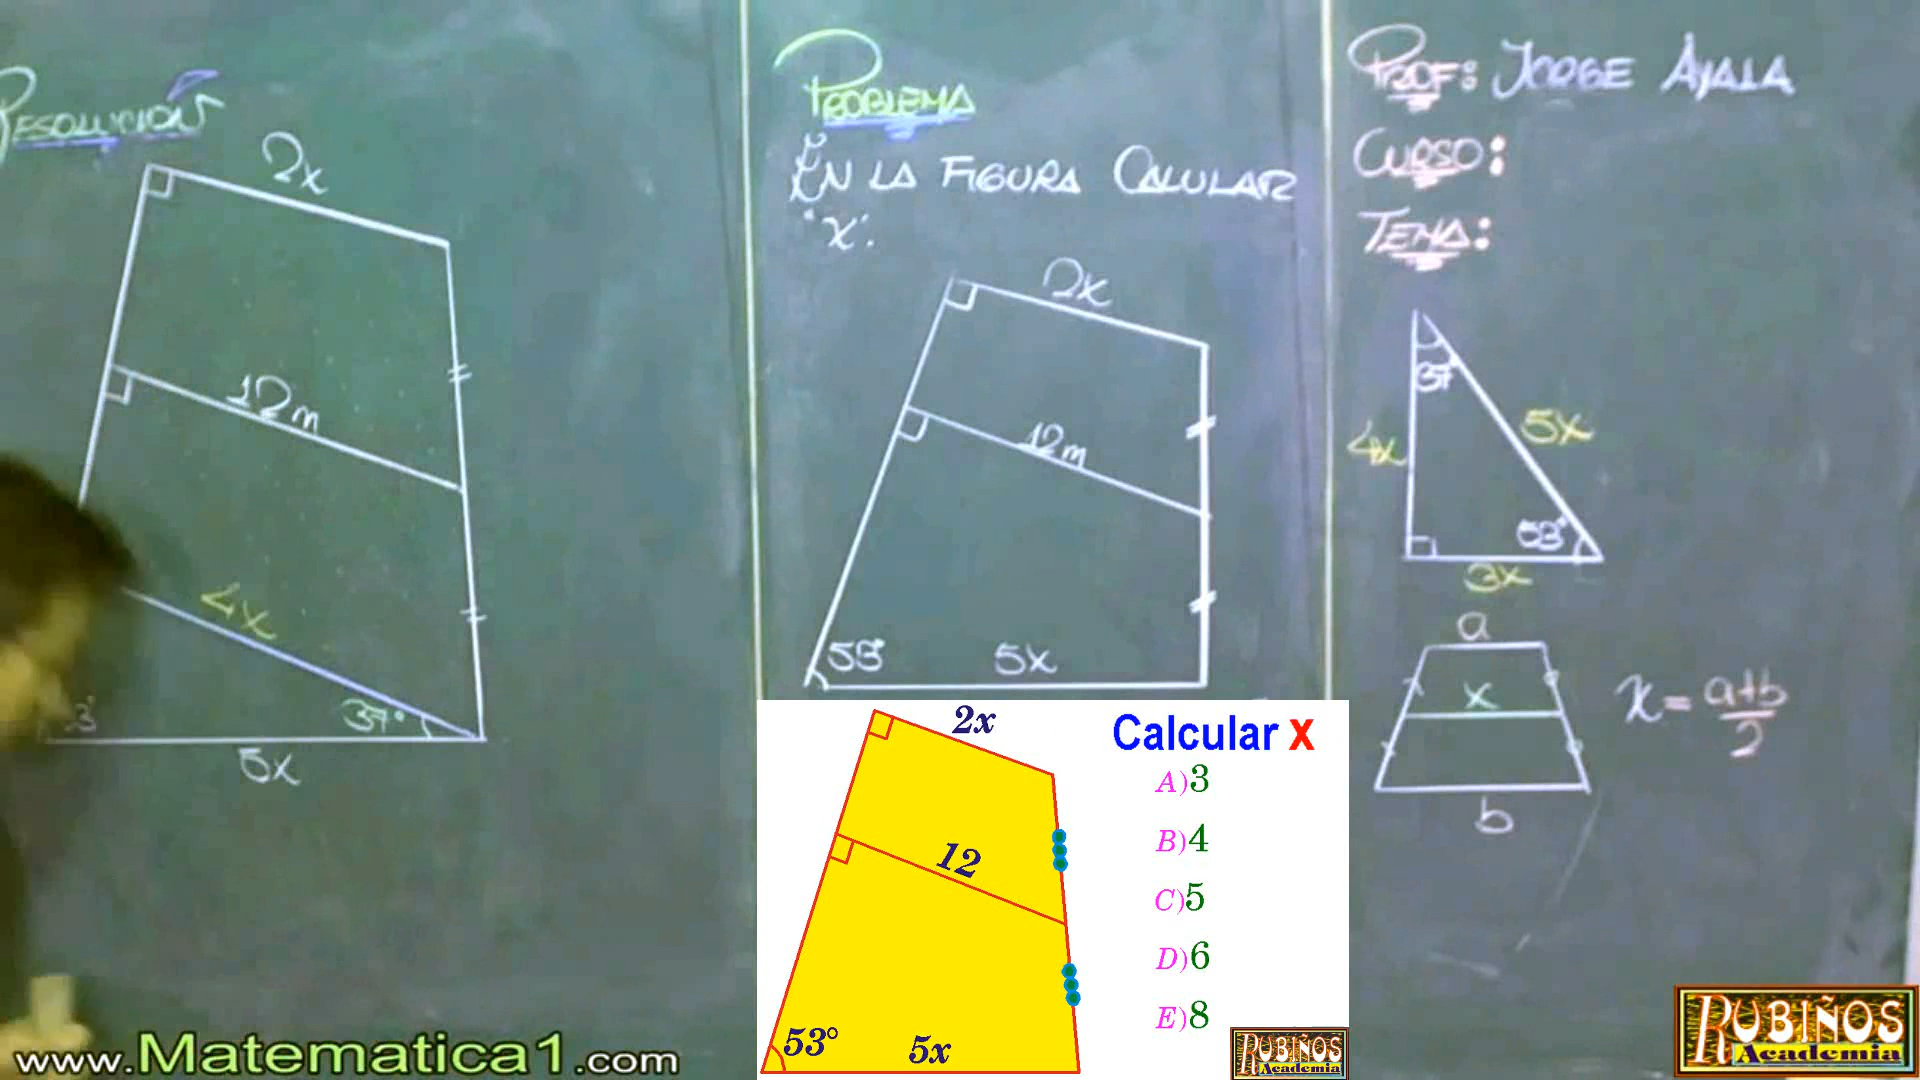 RESOLUCIÓN
2x
12m
4x
37°
5x
PROBLEMA
EN LA FIGURA CALULAR
"X".
2x
12m
53°
5x
PROF: JORGE AYALA
CURSO:
TEMA:
37
4x
5x
53°
3x
a
x
b
x = a+b
2
2x
Calcular x
A)3
12
B)4
C)5
D)6
E)8
53°
5x
RUBIÑOS
Academia
www.Matematica1.com
RUBIÑOS
Academia